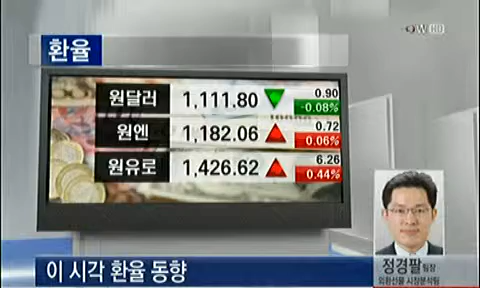 환율
OW HD
원달러 1,111.80 ▼ 0.90 -0.08%
원엔 1,182.06 ▲ 0.72 0.06%
원유로 1,426.62 ▲ 6.26 0.44%
정경팔 팀장
외환선물 시장분석팀
이 시각 환율 동향